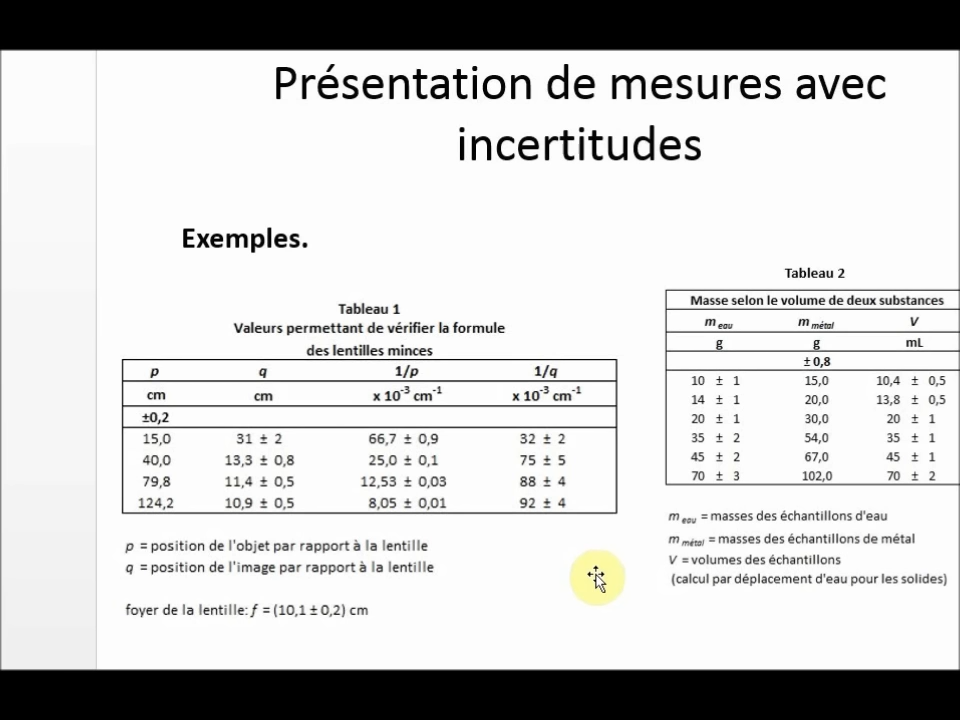 Présentation de mesures avec
incertitudes
Exemples.
Tableau 1
Valeurs permettant de vérifier la formule
des lentilles minces
p q 1/p 1/q
cm cm x 10⁻³ cm⁻¹ x 10⁻³ cm⁻¹
±0,2
15,0 31 ± 2 66,7 ± 0,9 32 ± 2
40,0 13,3 ± 0,8 25,0 ± 0,1 75 ± 5
79,8 11,4 ± 0,5 12,53 ± 0,03 88 ± 4
124,2 10,9 ± 0,5 8,05 ± 0,01 92 ± 4
p = position de l'objet par rapport à la lentille
q = position de l'image par rapport à la lentille
foyer de la lentille: f = (10,1 ± 0,2) cm
Tableau 2
Masse selon le volume de deux substances
m eau m métal V
g g mL
± 0,8
10 ± 1 15,0 10,4 ± 0,5
14 ± 1 20,0 13,8 ± 0,5
20 ± 1 30,0 20 ± 1
35 ± 2 54,0 35 ± 1
45 ± 2 67,0 45 ± 1
70 ± 3 102,0 70 ± 2
m eau = masses des échantillons d'eau
m métal = masses des échantillons de métal
V = volumes des échantillons
(calcul par déplacement d'eau pour les solides)